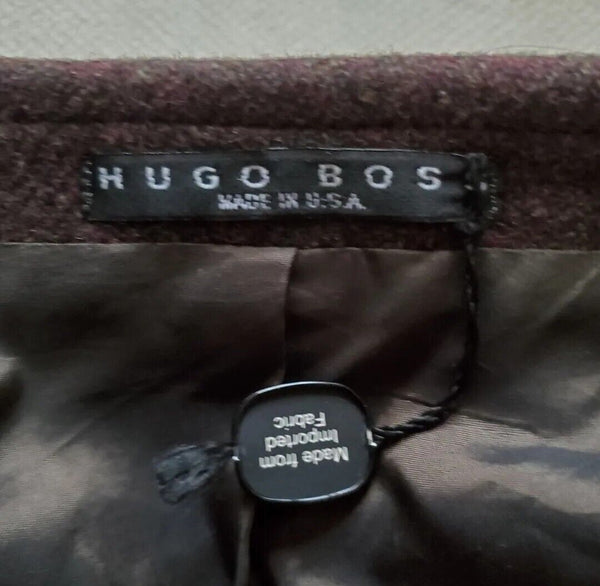 HUGO BOS
MADE IN U.S.A.
Made from
Imported
Fabric